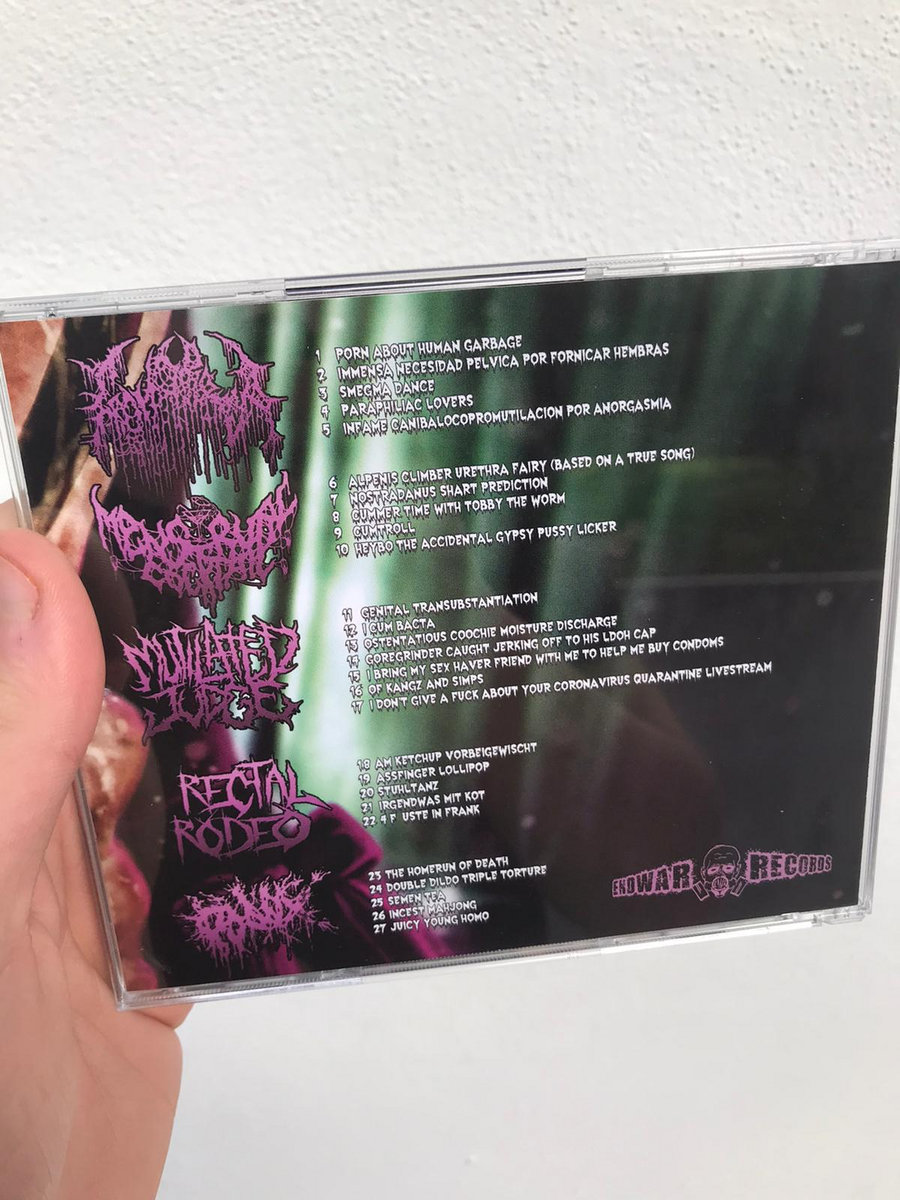 1 PORN ABOUT HUMAN GARBAGE
2 IMMENSA NECESIDAD PELVICA POR FORNICAR HEMBRAS
3 SMEGMA DANCE
4 PARAPHILIAC LOVERS
5 INFAME CANIBALOCOPROMUTILACION POR ANORGASMIA
6 ALPENIS CLIMBER URETHRA FAIRY (BASED ON A TRUE SONG)
7 NOSTRADANUS SHART PREDICTION
8 CUMMER TIME WITH TOBBY THE WORM
9 CUMTROLL
10 HEYBO THE ACCIDENTAL GYPSY PUSSY LICKER
MUTILATED
JUDGE
11 GENITAL TRANSUBSTANTIATION
12 I CUM BACTA
13 OSTENTATIOUS COOCHIE MOISTURE DISCHARGE
14 GOREGRINDER CAUGHT JERKING OFF TO HIS LDOH CAP
15 I BRING MY SEX HAVER FRIEND WITH ME TO HELP ME BUY CONDOMS
16 OF KANGZ AND SIMPS
17 I DON'T GIVE A FUCK ABOUT YOUR CORONAVIRUS QUARANTINE LIVESTREAM
RECTAL
RODEO
18 AM KETCHUP VORBEIGEWISCHT
19 ASSFINGER LOLLIPOP
20 STUHLTANZ
21 IRGENDWAS MIT KOT
22 4 F USTE IN FRANK
23 THE HOMERUN OF DEATH
24 DOUBLE DILDO TRIPLE TORTURE
25 SEMEN TEA
26 INCEST MAHJONG
27 JUICY YOUNG HOMO
ENDWAR RECORDS